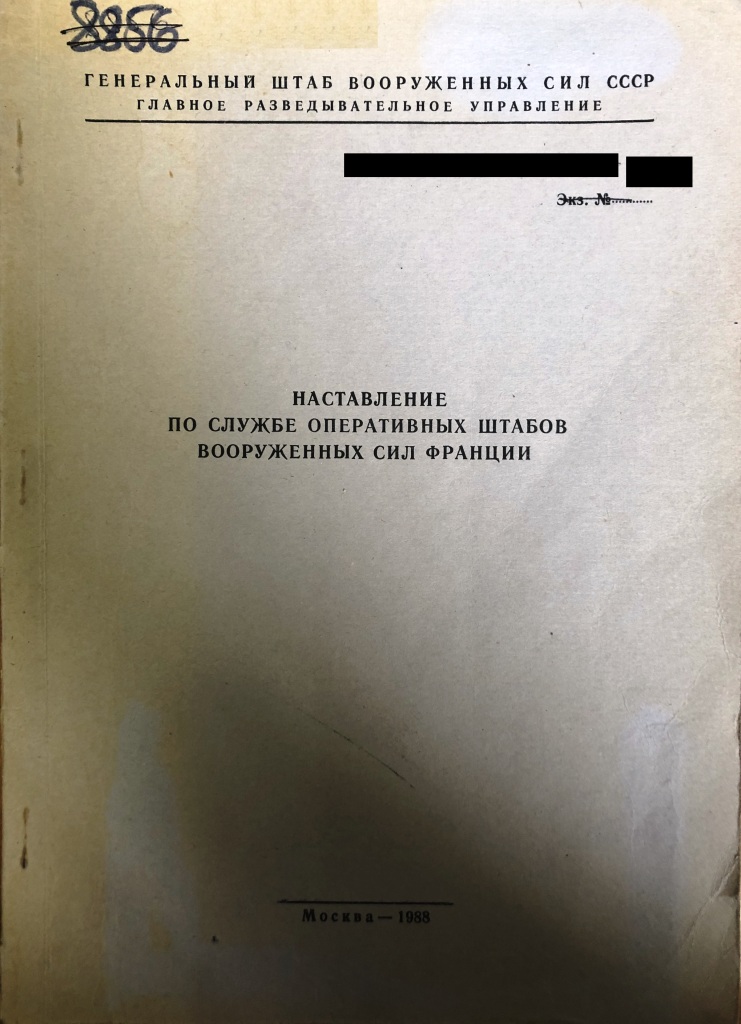 8856
ГЕНЕРАЛЬНЫЙ ШТАБ ВООРУЖЕННЫХ СИЛ СССР
ГЛАВНОЕ РАЗВЕДЫВАТЕЛЬНОЕ УПРАВЛЕНИЕ
Экз. №...........
НАСТАВЛЕНИЕ
ПО СЛУЖБЕ ОПЕРАТИВНЫХ ШТАБОВ
ВООРУЖЕННЫХ СИЛ ФРАНЦИИ
Москва — 1988